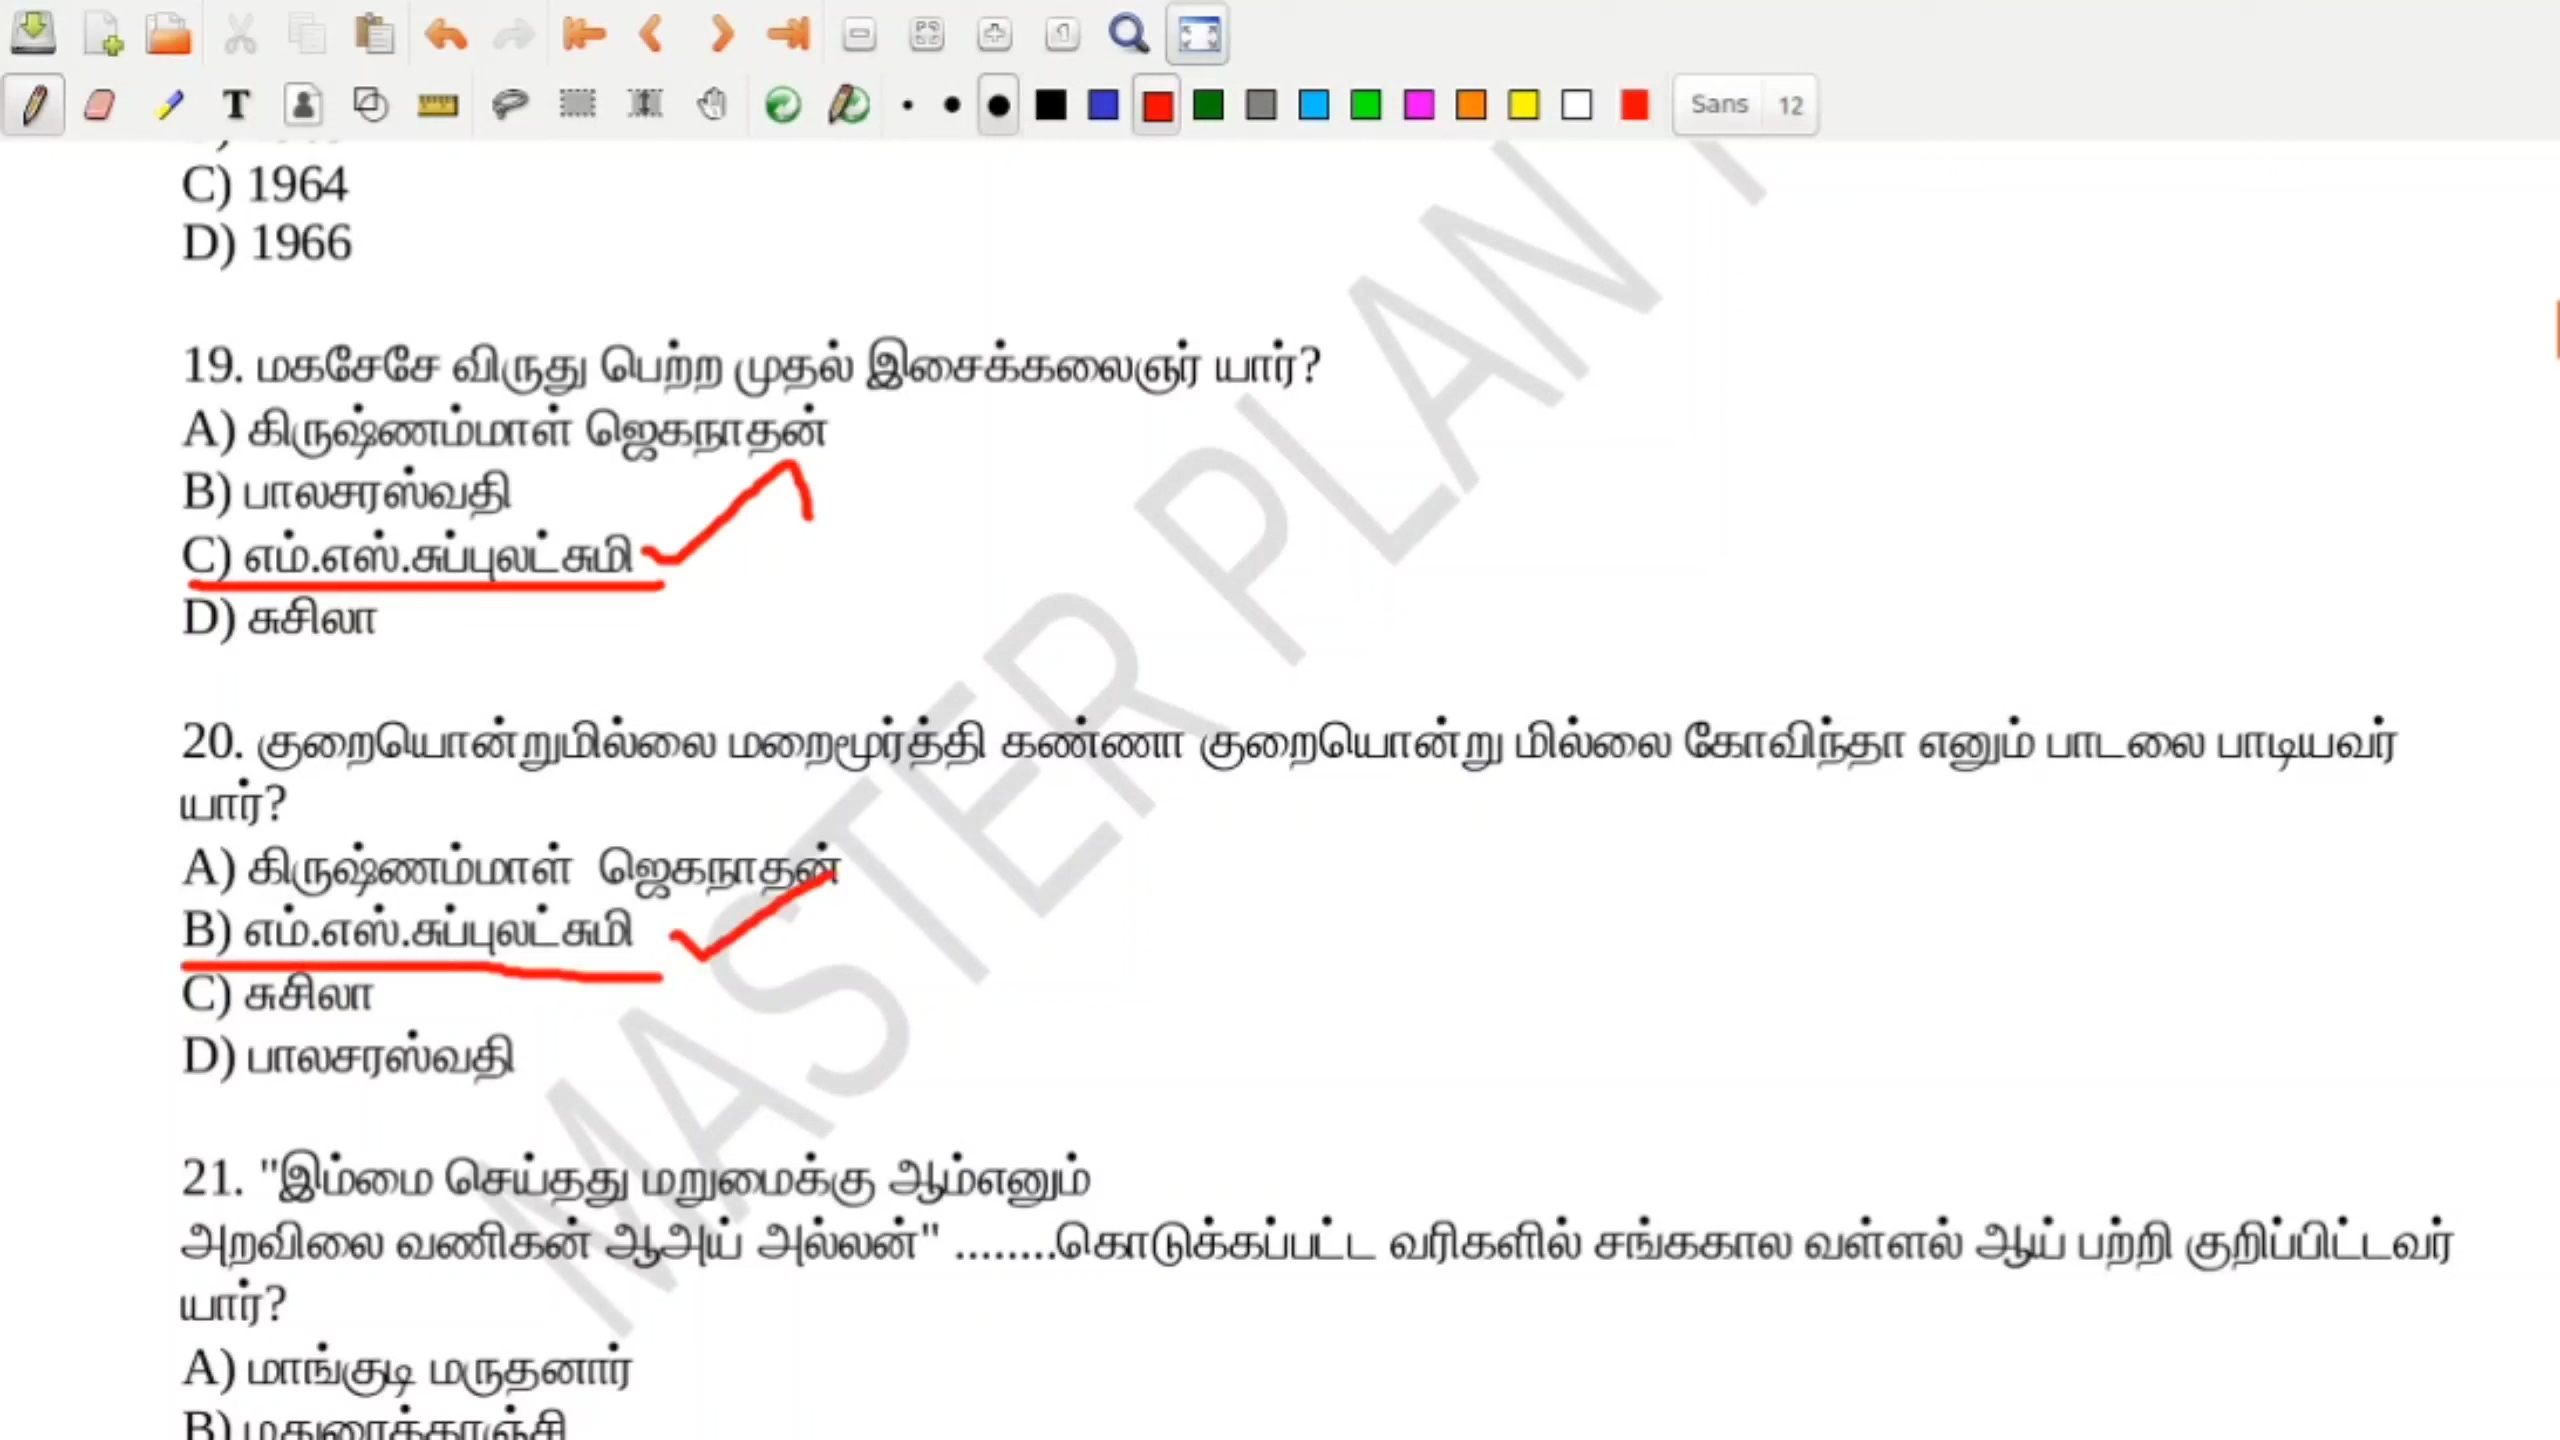 Sans 12
C) 1964
D) 1966
19. மகசேசே விருது பெற்ற முதல் இசைக்கலைஞர் யார்?
A) கிருஷ்ணம்மாள் ஜெகநாதன்
B) பாலசரஸ்வதி
C) எம்.எஸ்.சுப்புலட்சுமி
D) சுசிலா
20. குறையொன்றுமில்லை மறைமூர்த்தி கண்ணா குறையொன்று மில்லை கோவிந்தா எனும் பாடலை பாடியவர்
யார்?
A) கிருஷ்ணம்மாள் ஜெகநாதன்
B) எம்.எஸ்.சுப்புலட்சுமி
C) சுசிலா
D) பாலசரஸ்வதி
21. "இம்மை செய்தது மறுமைக்கு ஆம்எனும்
அறவிலை வணிகன் ஆஅய் அல்லன்" ........கொடுக்கப்பட்ட வரிகளில் சங்ககால வள்ளல் ஆய் பற்றி குறிப்பிட்டவர்
யார்?
A) மாங்குடி மருதனார்
B) மதுரைக்காஞ்சி
MASTER PLAN